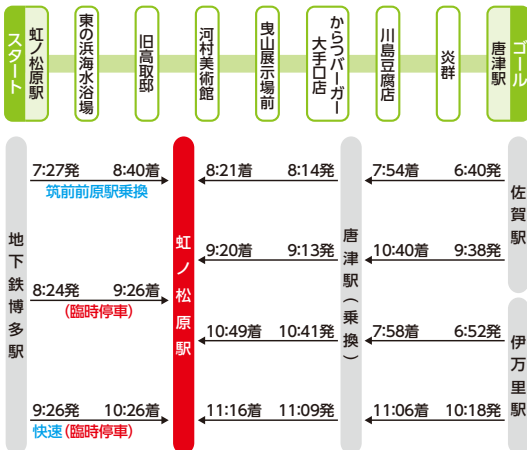 スタート
虹ノ松原駅
東の浜海水浴場
旧高取邸
河村美術館
曳山展示場前
からつバーガー
大手口店
川島豆腐店
炎群
唐津駅
ゴール
地下鉄博多駅
7:27発 8:40着
筑前前原駅乗換
8:24発 9:26着
(臨時停車)
9:26発 10:26着
快速(臨時停車)
虹ノ松原駅
8:21着 8:14発
9:20着 9:13発
10:49着 10:41発
11:16着 11:09発
唐津駅(乗換)
7:54着 6:40発
10:40着 9:38発
7:58着 6:52発
11:06着 10:18発
佐賀駅
伊万里駅